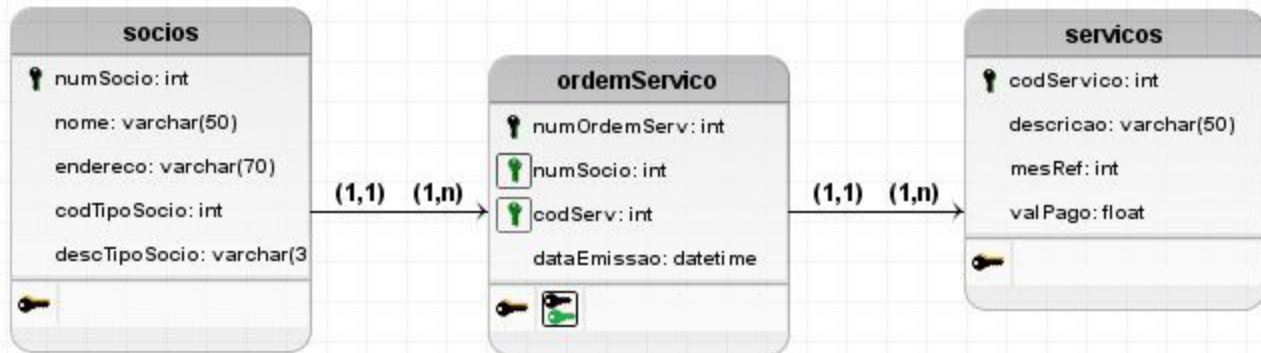 socios
numSocio: int
nome: varchar(50)
endereco: varchar(70)
codTipoSocio: int
descTipoSocio: varchar(3
(1,1) (1,n)
ordemServico
numOrdemServ: int
numSocio: int
codServ: int
dataEmissao: datetime
(1,1) (1,n)
servicos
codServico: int
descricao: varchar(50)
mesRef: int
valPago: float